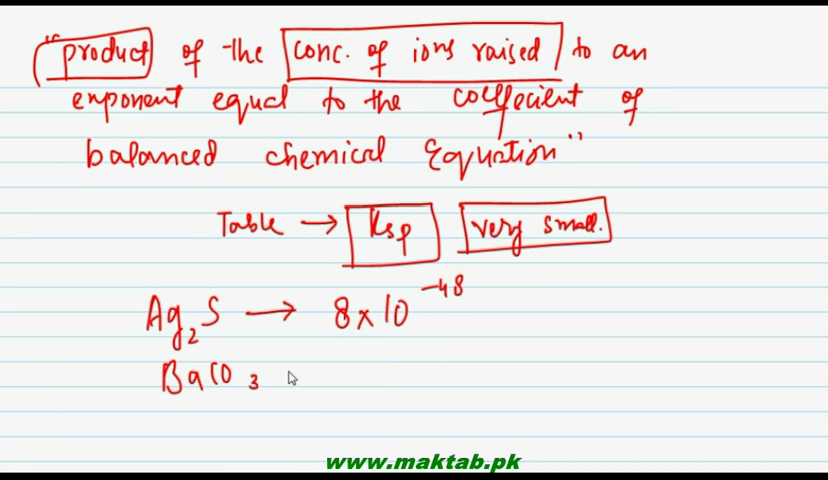 "product of the conc. of ions raised to an
exponent equal to the coeffecient of
balanced chemical Equation"
Table → Ksp very small.
Ag₂S → 8 x 10⁻⁴⁸
BaCO₃
www.maktab.pk